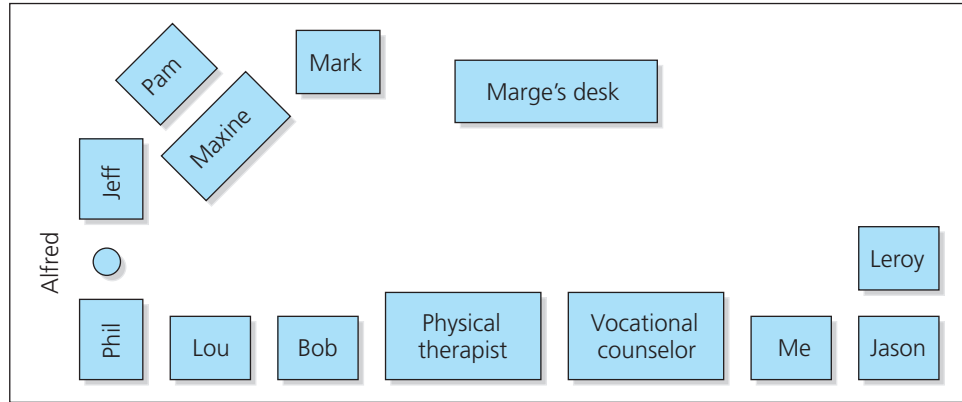 Pam
Mark
Marge's desk
Maxine
Jeff
Alfred
Leroy
Phil
Lou
Bob
Physical
therapist
Vocational
counselor
Me
Jason